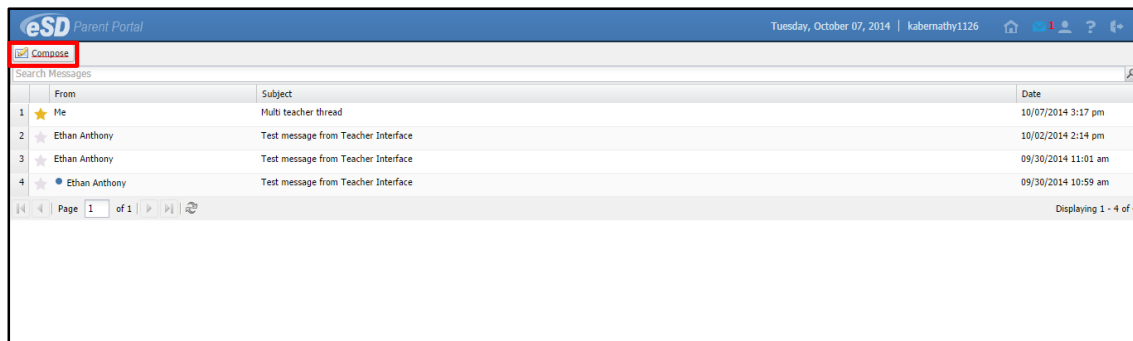 eSD Parent Portal Tuesday, October 07, 2014 | kabernathy1126 1 ?
Compose
Search Messages
From Subject Date
1 Me Multi teacher thread 10/07/2014 3:17 pm
2 Ethan Anthony Test message from Teacher Interface 10/02/2014 2:14 pm
3 Ethan Anthony Test message from Teacher Interface 09/30/2014 11:01 am
4 Ethan Anthony Test message from Teacher Interface 09/30/2014 10:59 am
Page 1 of 1 Displaying 1 - 4 of